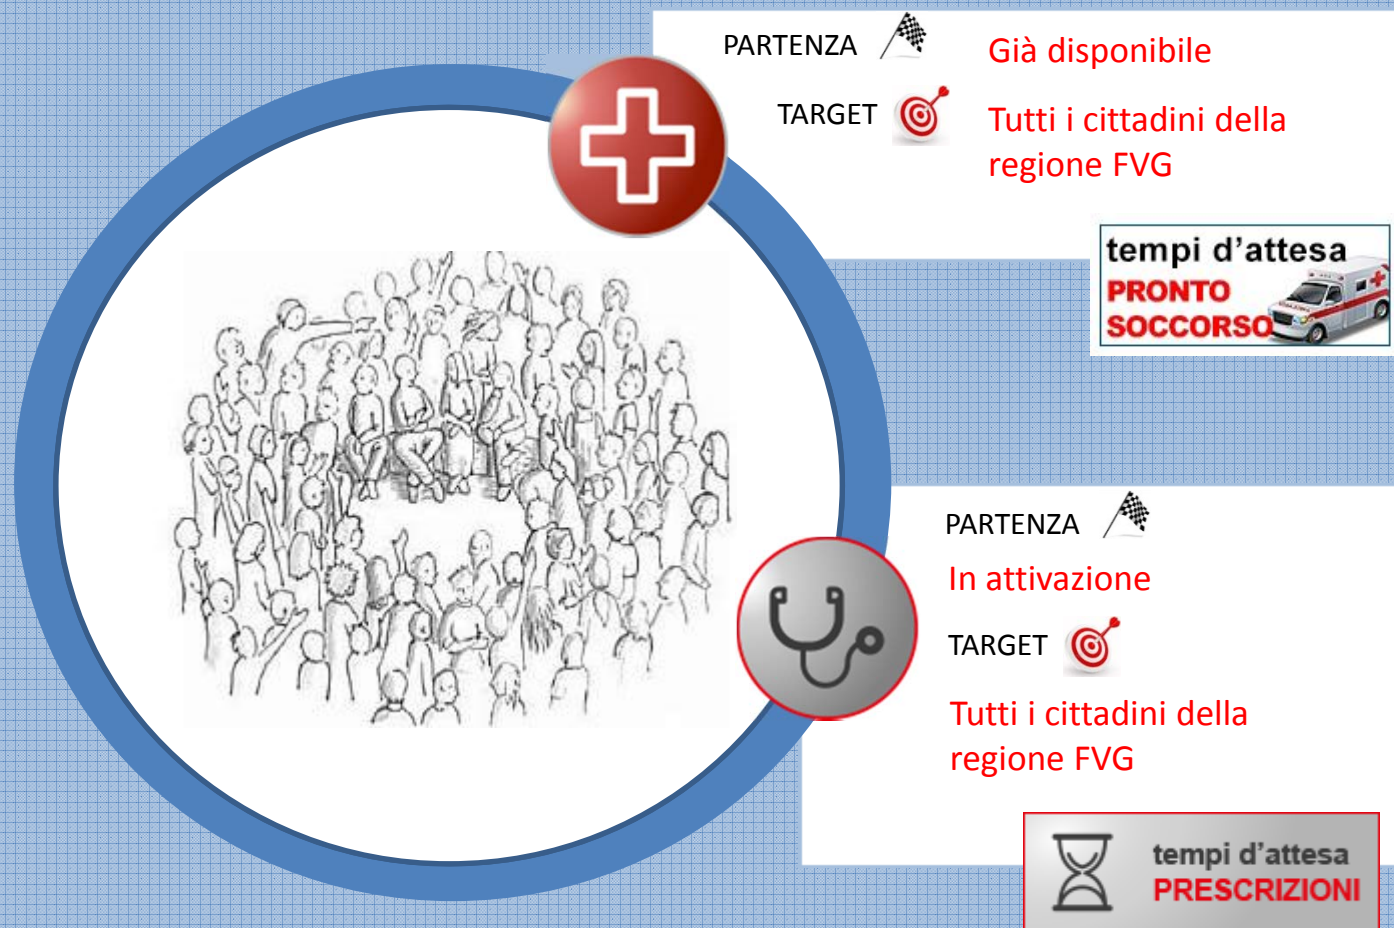 PARTENZA
Già disponibile
TARGET
Tutti i cittadini della
regione FVG
tempi d'attesa
PRONTO
SOCCORSO
PARTENZA
In attivazione
TARGET
Tutti i cittadini della
regione FVG
tempi d'attesa
PRESCRIZIONI